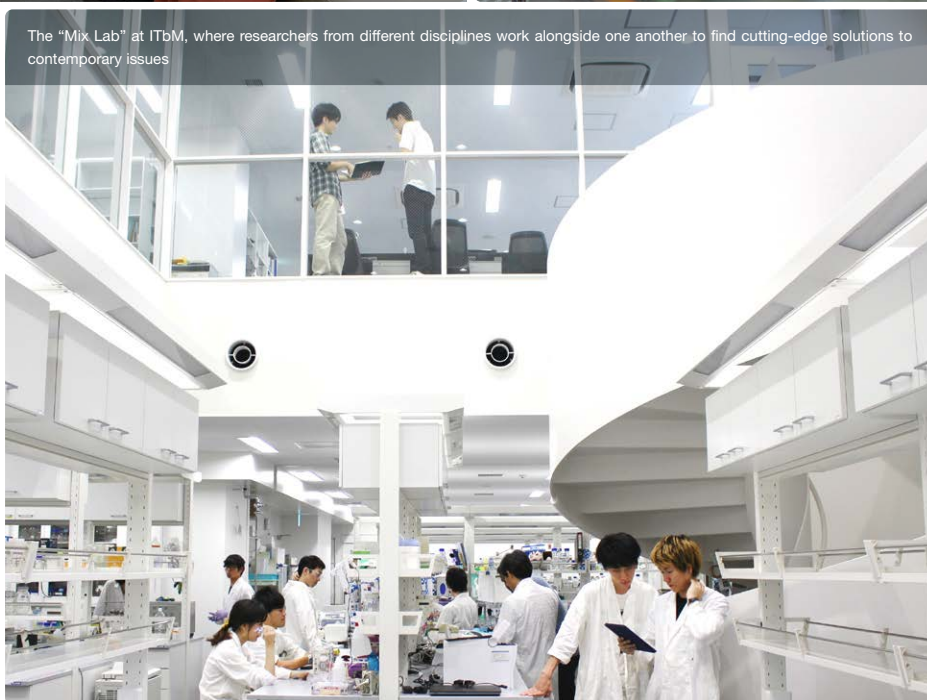 The “Mix Lab” at ITbM, where researchers from different disciplines work alongside one another to find cutting-edge solutions to
contemporary issues